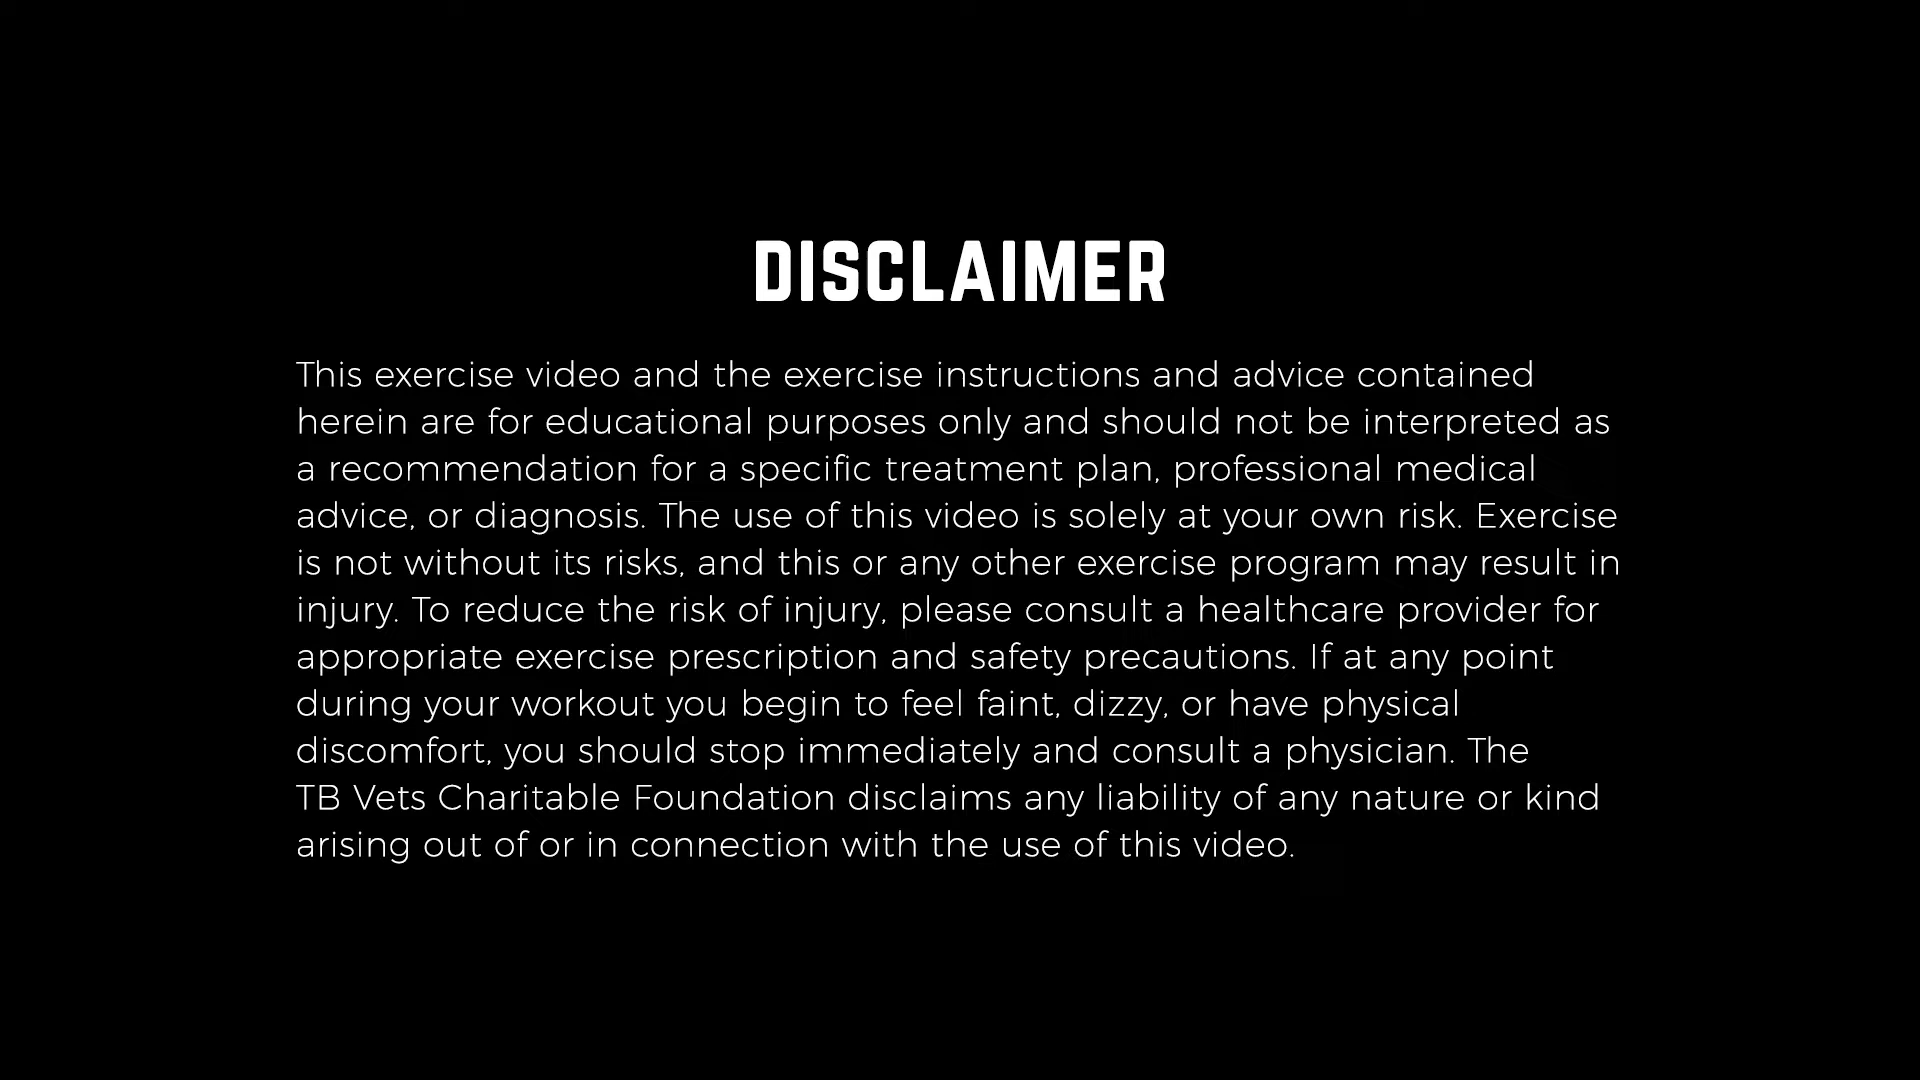 DISCLAIMER
This exercise video and the exercise instructions and advice contained
herein are for educational purposes only and should not be interpreted as
a recommendation for a specific treatment plan, professional medical
advice, or diagnosis. The use of this video is solely at your own risk. Exercise
is not without its risks, and this or any other exercise program may result in
injury. To reduce the risk of injury, please consult a healthcare provider for
appropriate exercise prescription and safety precautions. If at any point
during your workout you begin to feel faint, dizzy, or have physical
discomfort, you should stop immediately and consult a physician. The
TB Vets Charitable Foundation disclaims any liability of any nature or kind
arising out of or in connection with the use of this video.